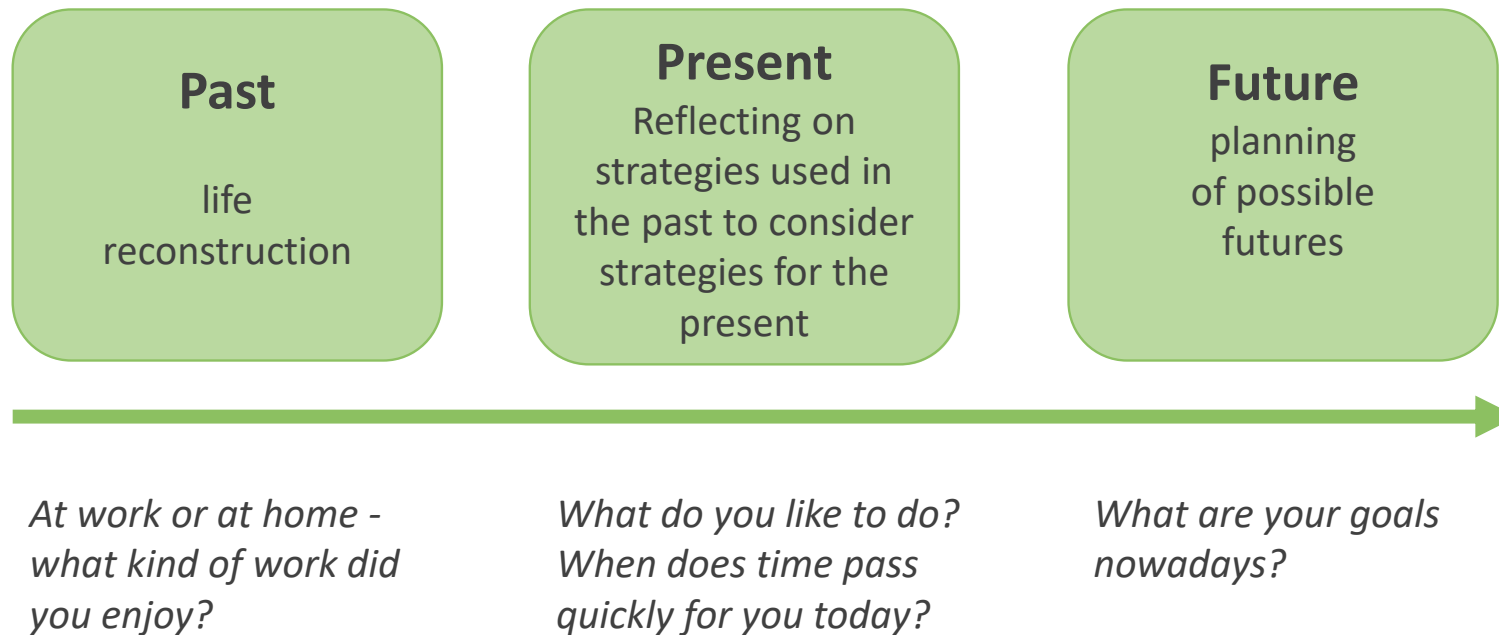 Past
life
reconstruction
Present
Reflecting on
strategies used in
the past to consider
strategies for the
present
Future
planning
of possible
futures
At work or at home -
what kind of work did
you enjoy?
What do you like to do?
When does time pass
quickly for you today?
What are your goals
nowadays?